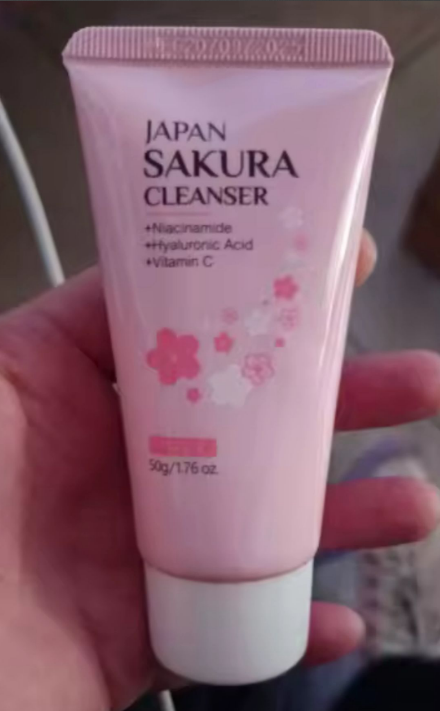 JAPAN
SAKURA
CLEANSER
+Niacinamide
+Hyaluronic Acid
+Vitamin C
50g/1.76 oz.